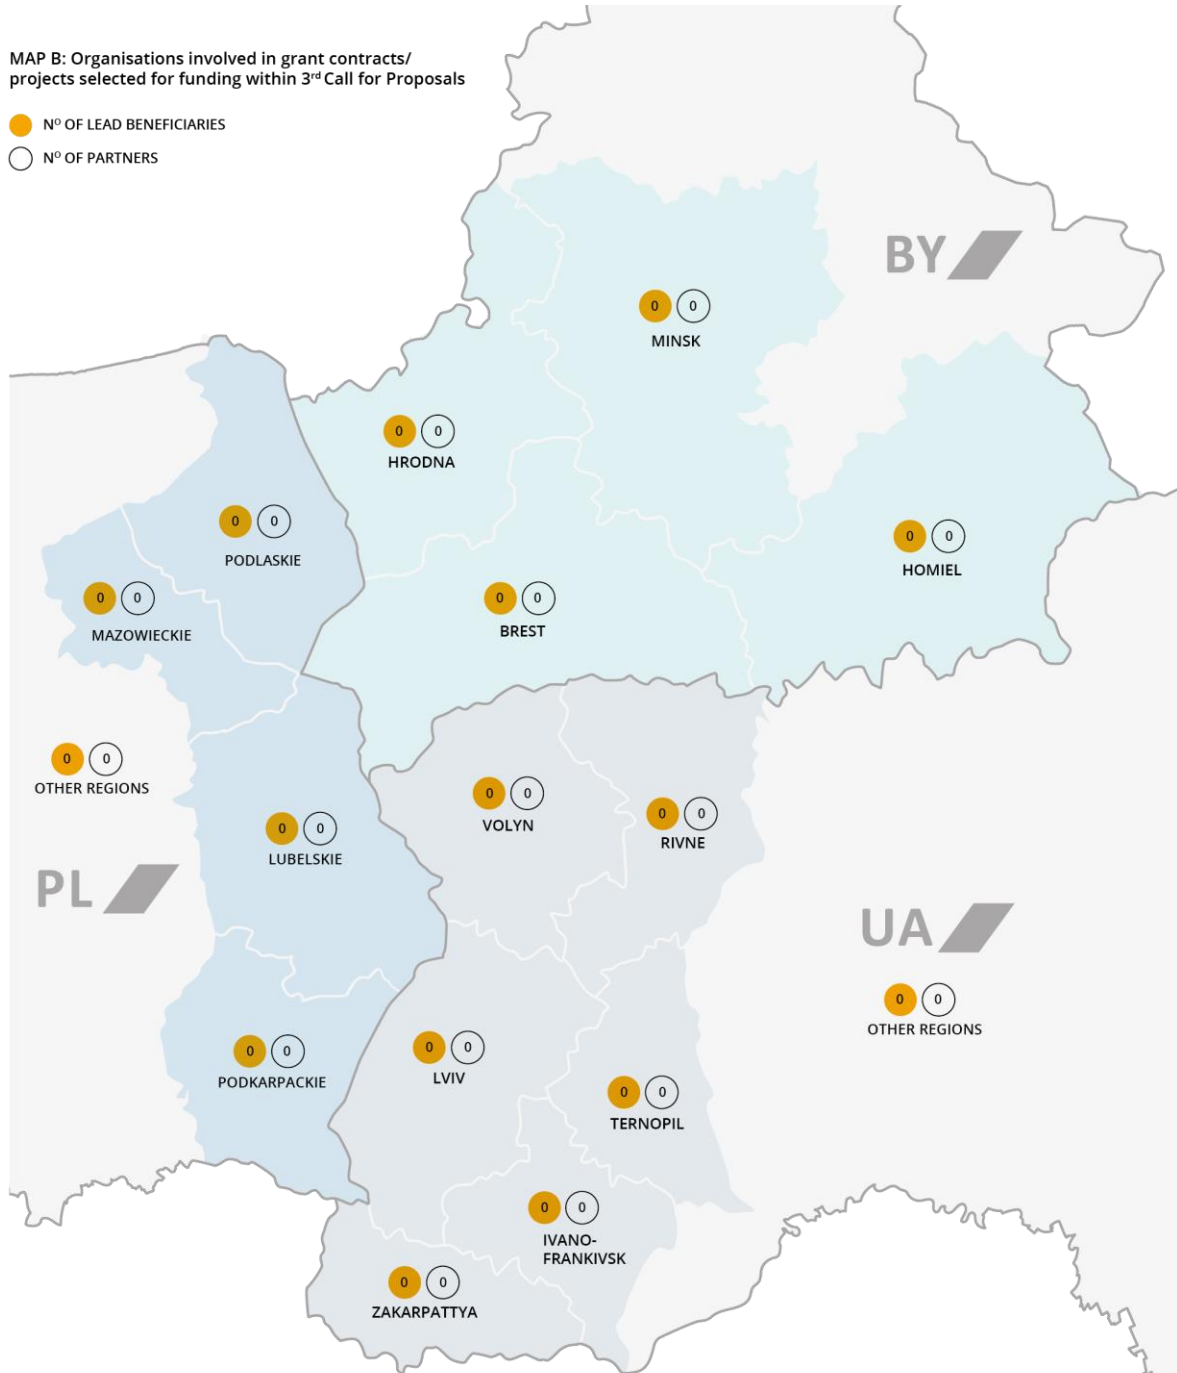 MAP B: Organisations involved in grant contracts/
projects selected for funding within 3rd Call for Proposals
Nº OF LEAD BENEFICIARIES
Nº OF PARTNERS
BY
0 0
MINSK
0 0
HRODNA
0 0
PODLASKIE
0 0
HOMIEL
0 0
MAZOWIECKIE
0 0
BREST
0 0
OTHER REGIONS
0 0
VOLYN
0 0
RIVNE
0 0
LUBELSKIE
PL
UA
0 0
OTHER REGIONS
0 0
PODKARPACKIE
0 0
LVIV
0 0
TERNOPIL
0 0
IVANO-
FRANKIVSK
0 0
ZAKARPATTYA